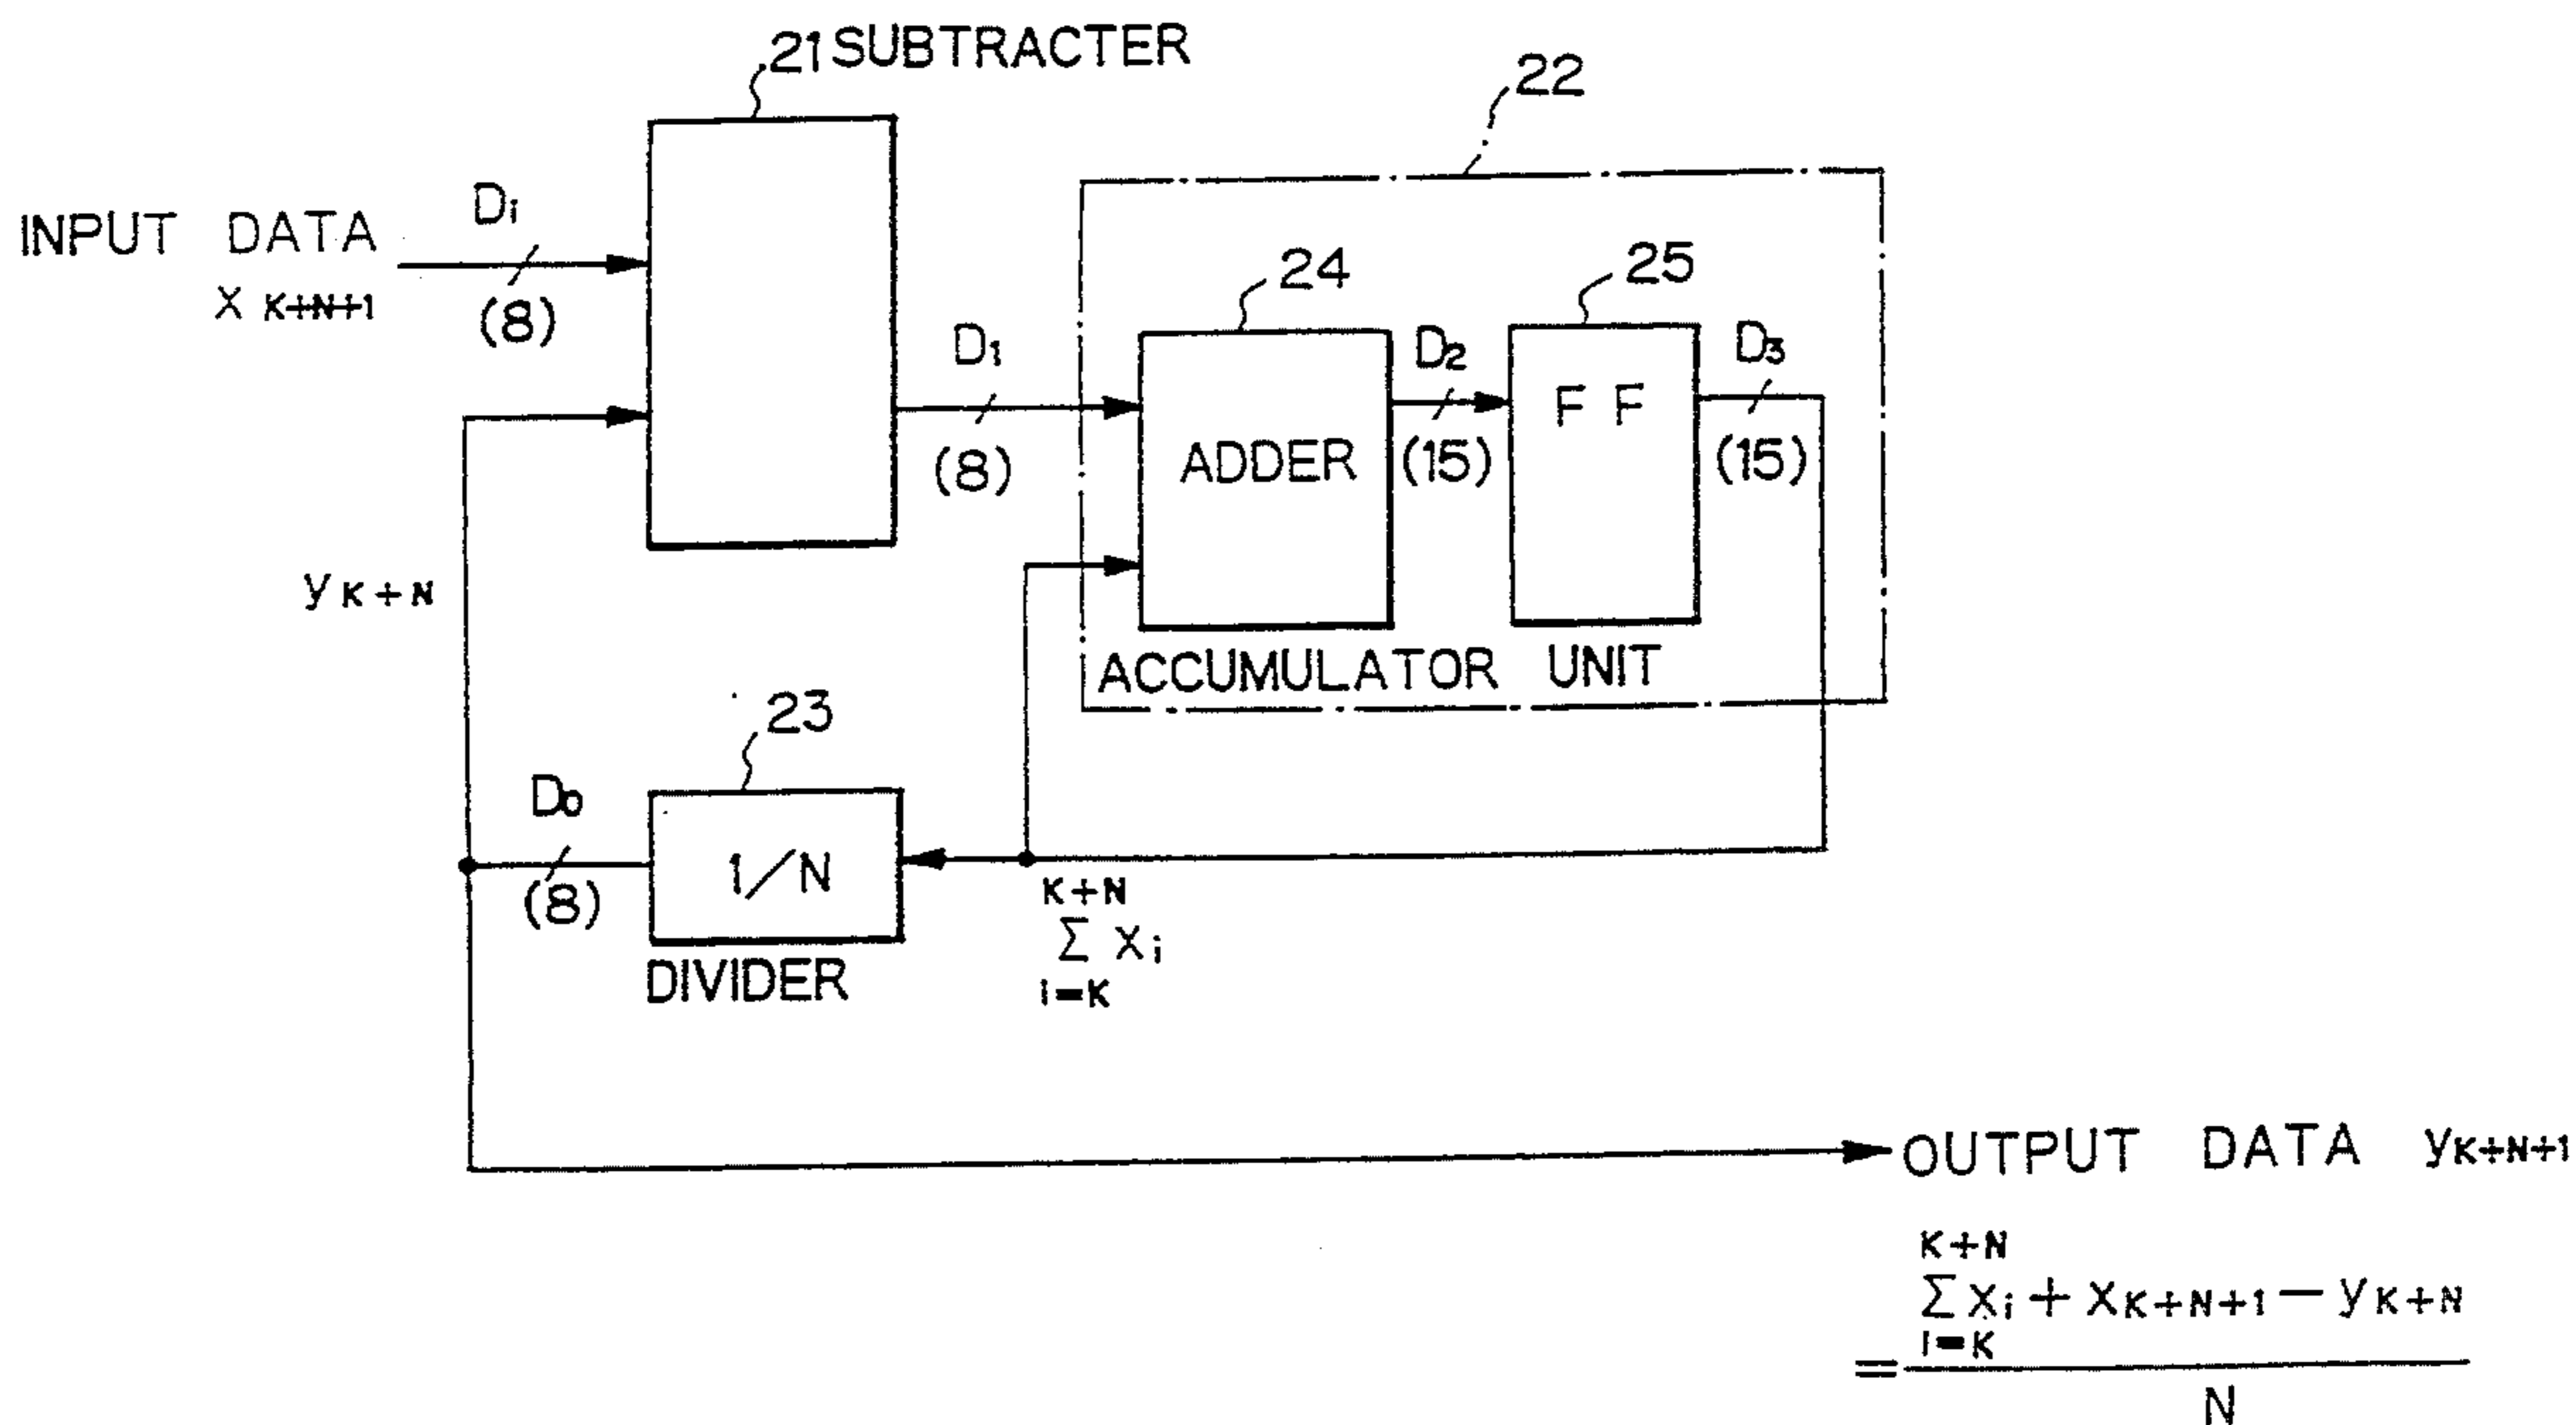 21 SUBTRACTER
22
INPUT DATA
x K+N+1
Di
(8)
24
25
D1
(8)
ADDER
D2
(15)
F F
D3
(15)
ACCUMULATOR UNIT
yK+N
23
D0
(8)
1/N
DIVIDER
K+N
Σ xi
i=K
OUTPUT DATA yK+N+1
K+N
Σ xi + xK+N+1 − yK+N
i=K
=
N